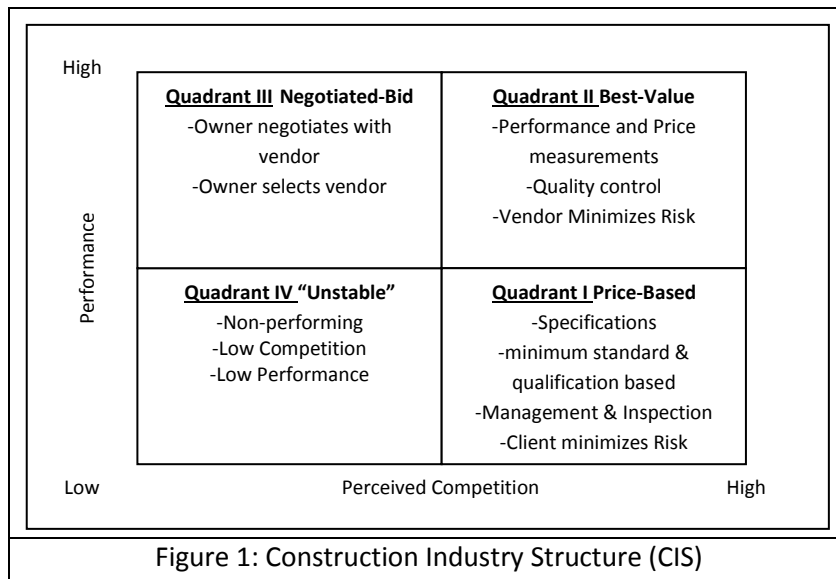 High
Quadrant III Negotiated-Bid
-Owner negotiates with
vendor
-Owner selects vendor
Quadrant II Best-Value
-Performance and Price
measurements
-Quality control
-Vendor Minimizes Risk
Performance
Quadrant IV “Unstable”
-Non-performing
-Low Competition
-Low Performance
Quadrant I Price-Based
-Specifications
-minimum standard &
qualification based
-Management & Inspection
-Client minimizes Risk
Low
Perceived Competition
High
Figure 1: Construction Industry Structure (CIS)